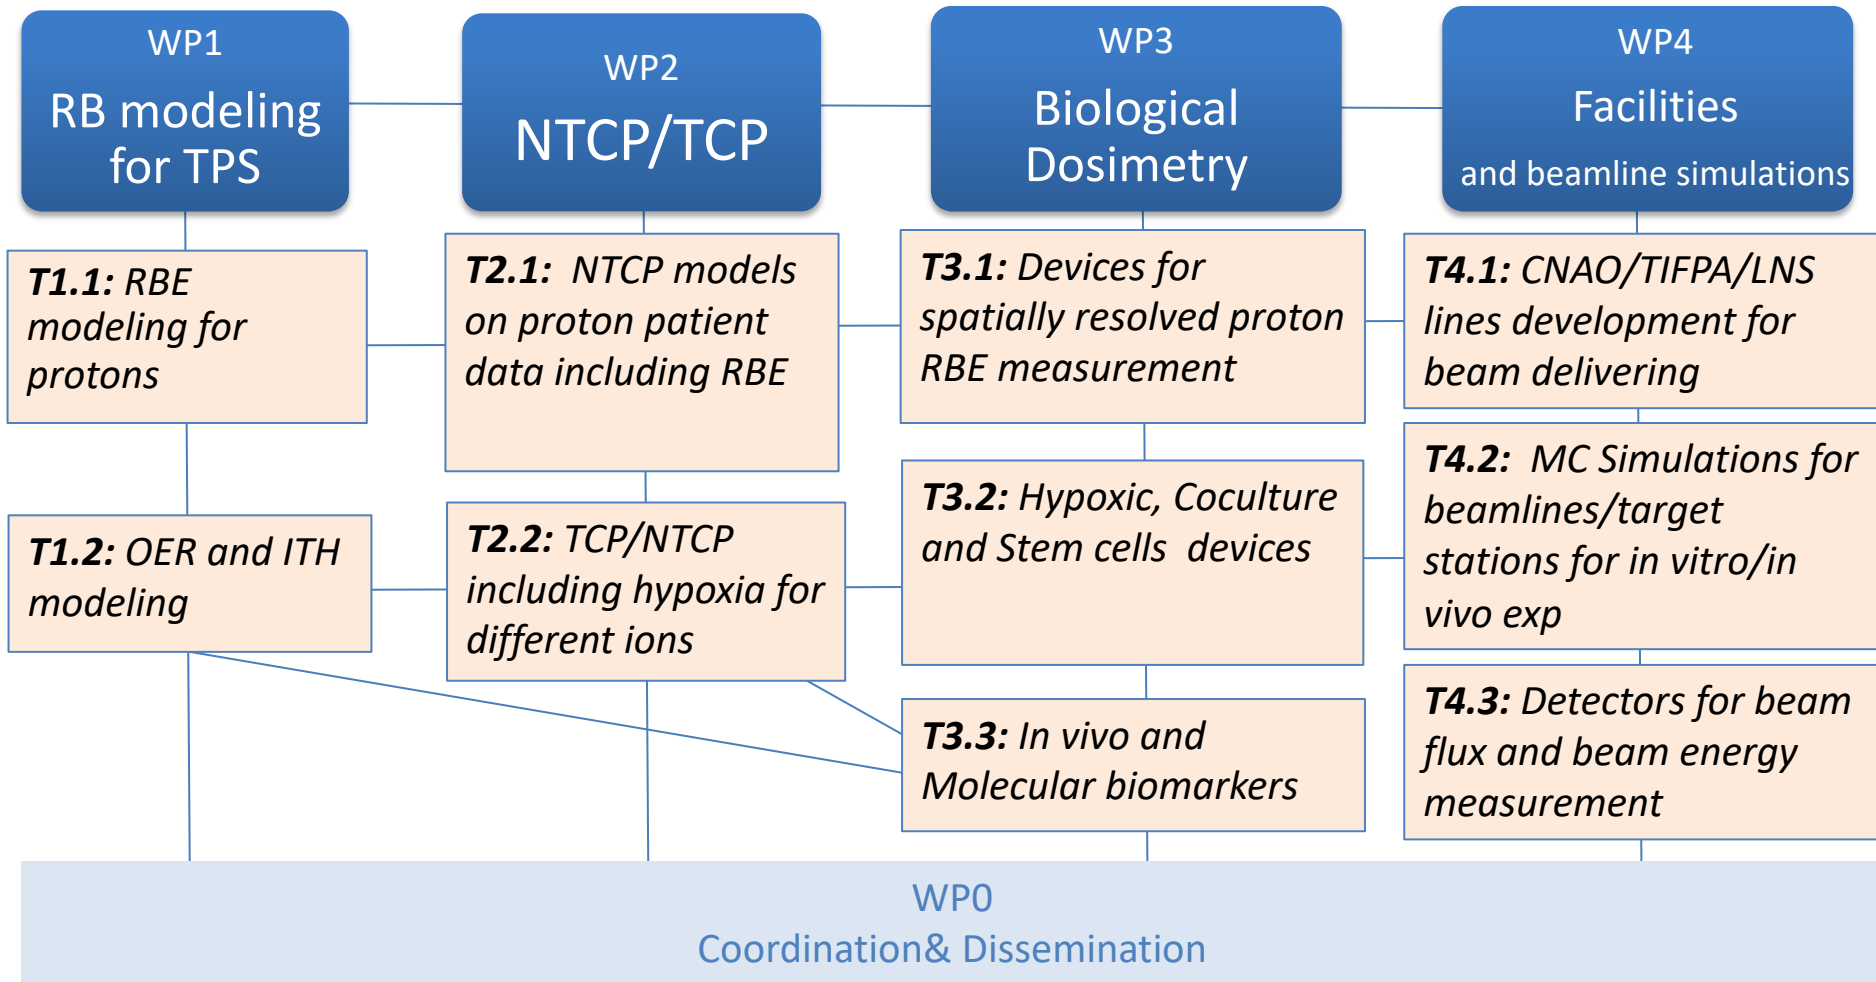 WP1
RB modeling
for TPS
WP2
NTCP/TCP
WP3
Biological
Dosimetry
WP4
Facilities
and beamline simulations
T1.1: RBE
modeling for
protons
T2.1: NTCP models
on proton patient
data including RBE
T3.1: Devices for
spatially resolved proton
RBE measurement
T4.1: CNAO/TIFPA/LNS
lines development for
beam delivering
T1.2: OER and ITH
modeling
T2.2: TCP/NTCP
including hypoxia for
different ions
T3.2: Hypoxic, Coculture
and Stem cells devices
T4.2: MC Simulations for
beamlines/target
stations for in vitro/in
vivo exp
T3.3: In vivo and
Molecular biomarkers
T4.3: Detectors for beam
flux and beam energy
measurement
WP0
Coordination& Dissemination